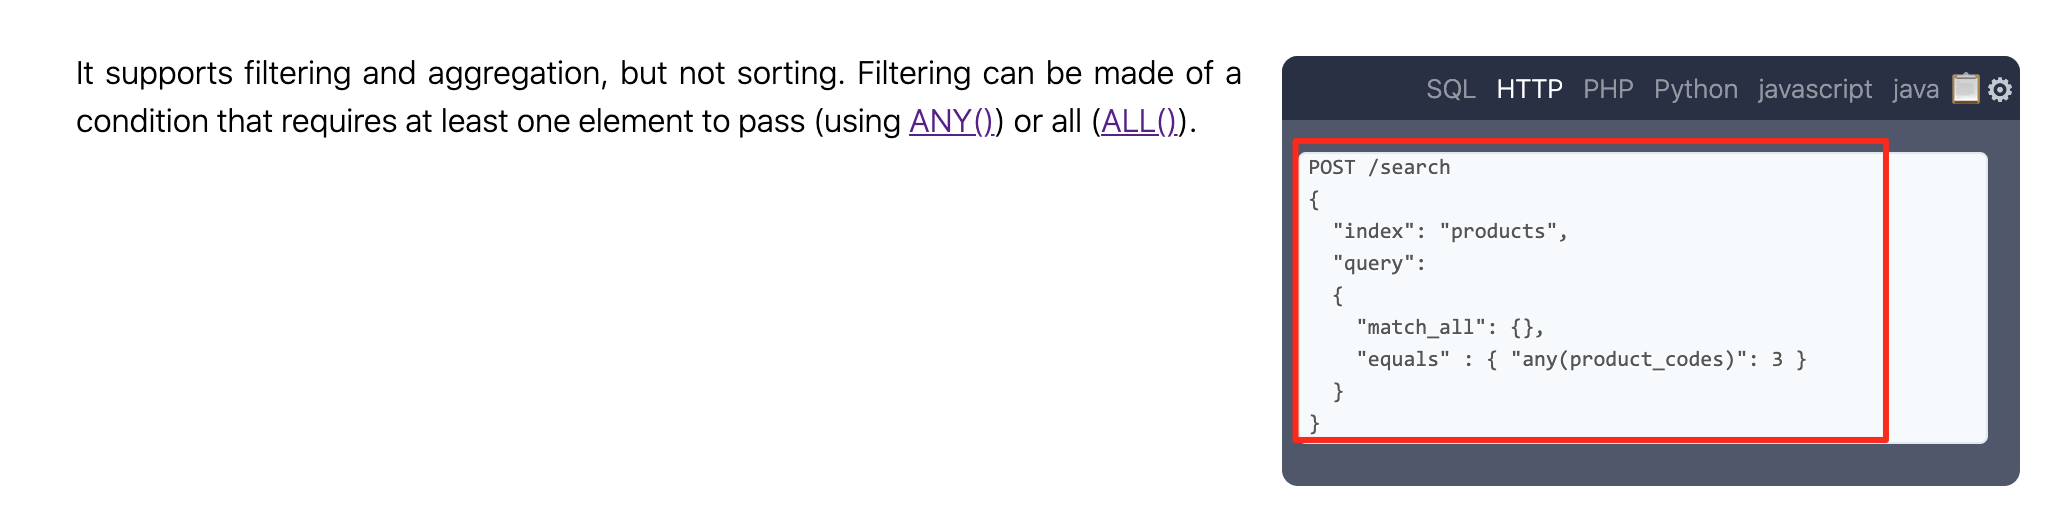 It supports filtering and aggregation, but not sorting. Filtering can be made of a
condition that requires at least one element to pass (using ANY()) or all (ALL()).
SQL HTTP PHP Python javascript java
POST /search
{
  "index": "products",
  "query":
  {
    "match_all": {},
    "equals" : { "any(product_codes)": 3 }
  }
}